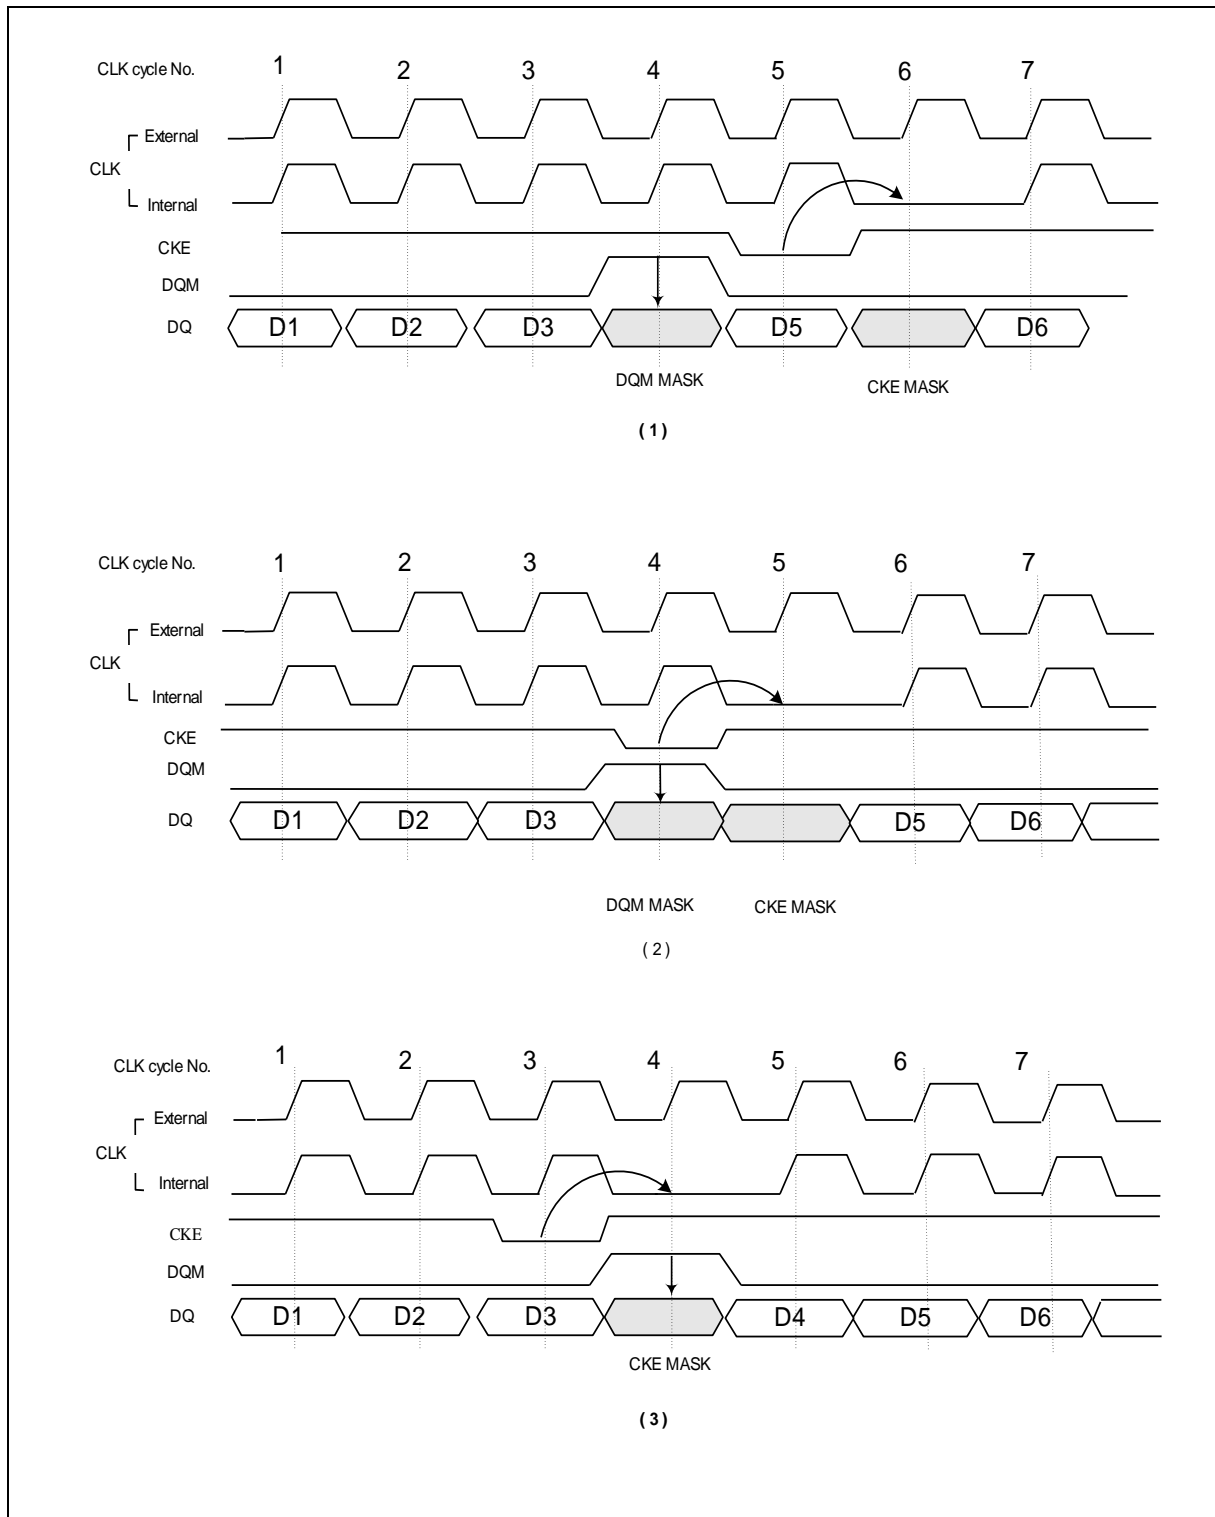 CLK cycle No. 1 2 3 4 5 6 7
External
CLK
Internal
CKE
DQM
DQ D1 D2 D3 D5 D6
DQM MASK CKE MASK
( 1 )
CLK cycle No. 1 2 3 4 5 6 7
External
CLK
Internal
CKE
DQM
DQ D1 D2 D3 D5 D6
DQM MASK CKE MASK
( 2 )
CLK cycle No. 1 2 3 4 5 6 7
External
CLK
Internal
CKE
DQM
DQ D1 D2 D3 D4 D5 D6
CKE MASK
( 3 )